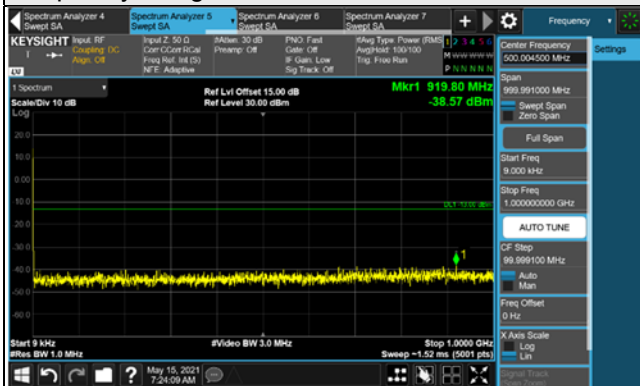 Spectrum Analyzer 4
Swept SA
Spectrum Analyzer 5
Swept SA
Spectrum Analyzer 6
Swept SA
Spectrum Analyzer 7
Swept SA
Frequency
KEYSIGHT
Input: RF
Coupling: DC
Align: Off
Input Z: 50 Ω
Corr CCorr RCal
Freq Ref: Int (S)
NFE: Adaptive
#Atten: 30 dB
Preamp: Off
PNO: Fast
Gate: Off
IF Gain: Low
Sig Track: Off
#Avg Type: Power (RMS)
Avg|Hold: 100/100
Trig: Free Run
1 2 3 4 5 6
M W W W W W
P N N N N N
LXI
1 Spectrum
Scale/Div 10 dB
Log
Ref Lvl Offset 15.00 dB
Ref Level 30.00 dBm
Mkr1 919.80 MHz
-38.57 dBm
20.0
10.0
0.00
-10.0
DL1 -13.00 dBm
-20.0
-30.0
1
-40.0
-50.0
-60.0
Start 9 kHz
#Res BW 1.0 MHz
#Video BW 3.0 MHz
Stop 1.0000 GHz
Sweep ~1.52 ms (5001 pts)
Center Frequency
500.004500 MHz
Settings
Span
999.991000 MHz
Swept Span
Zero Span
Full Span
Start Freq
9.000 kHz
Stop Freq
1.000000000 GHz
AUTO TUNE
CF Step
99.999100 MHz
Auto
Man
Freq Offset
0 Hz
X Axis Scale
Log
Lin
Signal Track
May 15, 2021
7:24:09 AM